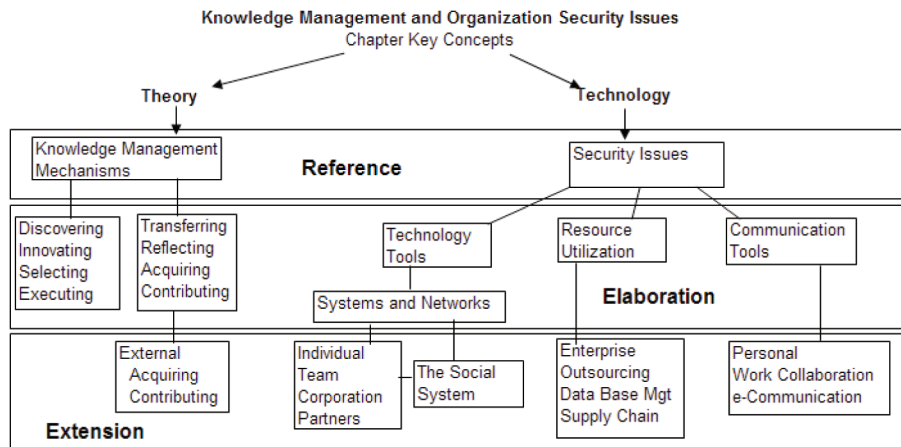 Knowledge Management and Organization Security Issues
Chapter Key Concepts
Theory
Technology
Knowledge Management
Mechanisms
Reference
Security Issues
Discovering
Innovating
Selecting
Executing
Transferring
Reflecting
Acquiring
Contributing
Technology
Tools
Resource
Utilization
Communication
Tools
Systems and Networks
Elaboration
External
Acquiring
Contributing
Individual
Team
Corporation
Partners
The Social
System
Enterprise
Outsourcing
Data Base Mgt
Supply Chain
Personal
Work Collaboration
e-Communication
Extension